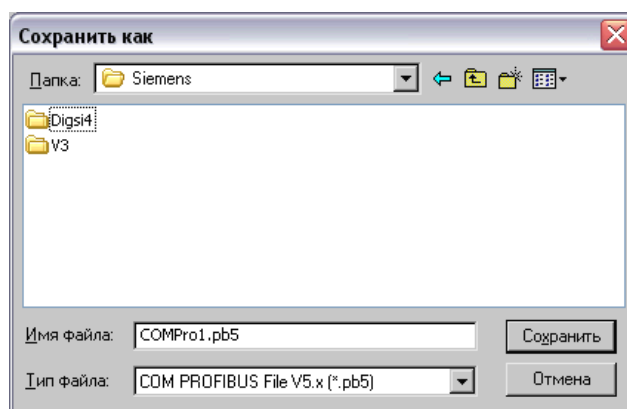 Сохранить как
Папка: Siemens
Digsi4
V3
Имя файла: COMPro1.pb5 Сохранить
Тип файла: COM PROFIBUS File V5.x (*.pb5) Отмена